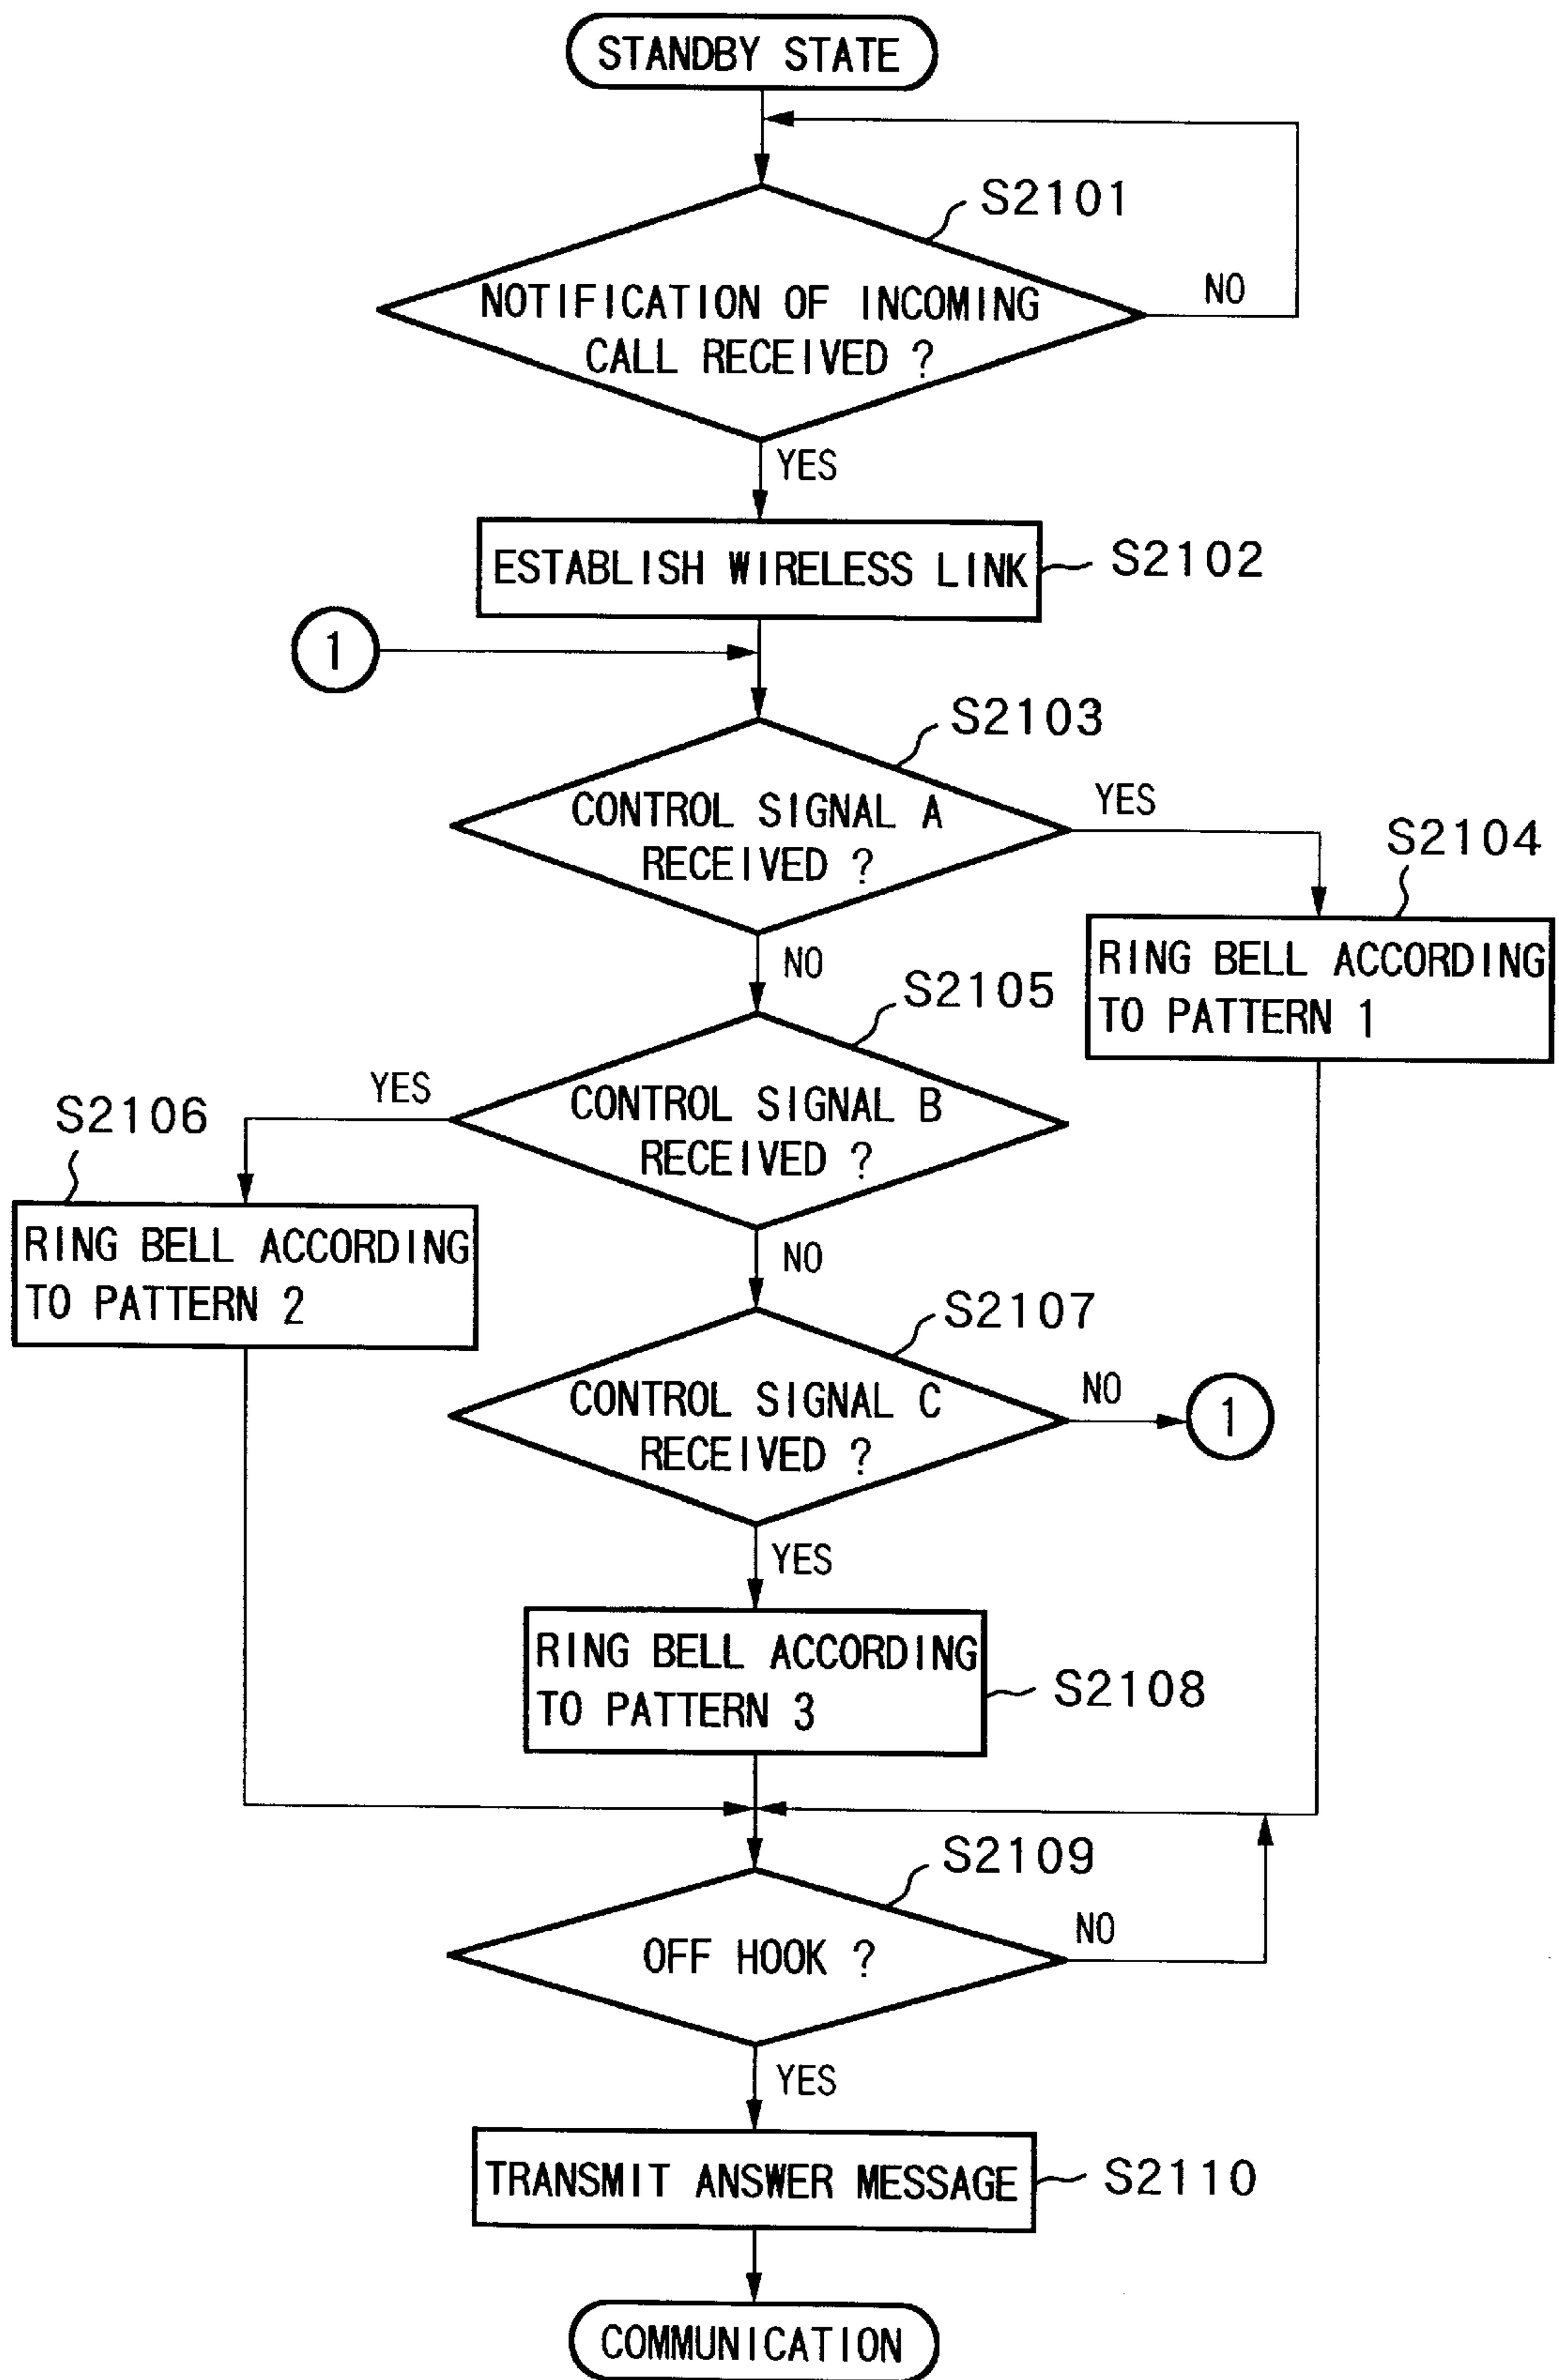 STANDBY STATE
S2101
NOTIFICATION OF INCOMING
CALL RECEIVED ?
NO
YES
ESTABLISH WIRELESS LINK
S2102
1
S2103
CONTROL SIGNAL A
RECEIVED ?
YES
S2104
RING BELL ACCORDING
TO PATTERN 1
NO
S2105
CONTROL SIGNAL B
RECEIVED ?
YES
S2106
RING BELL ACCORDING
TO PATTERN 2
NO
S2107
CONTROL SIGNAL C
RECEIVED ?
NO
1
YES
RING BELL ACCORDING
TO PATTERN 3
S2108
S2109
OFF HOOK ?
NO
YES
TRANSMIT ANSWER MESSAGE
S2110
COMMUNICATION